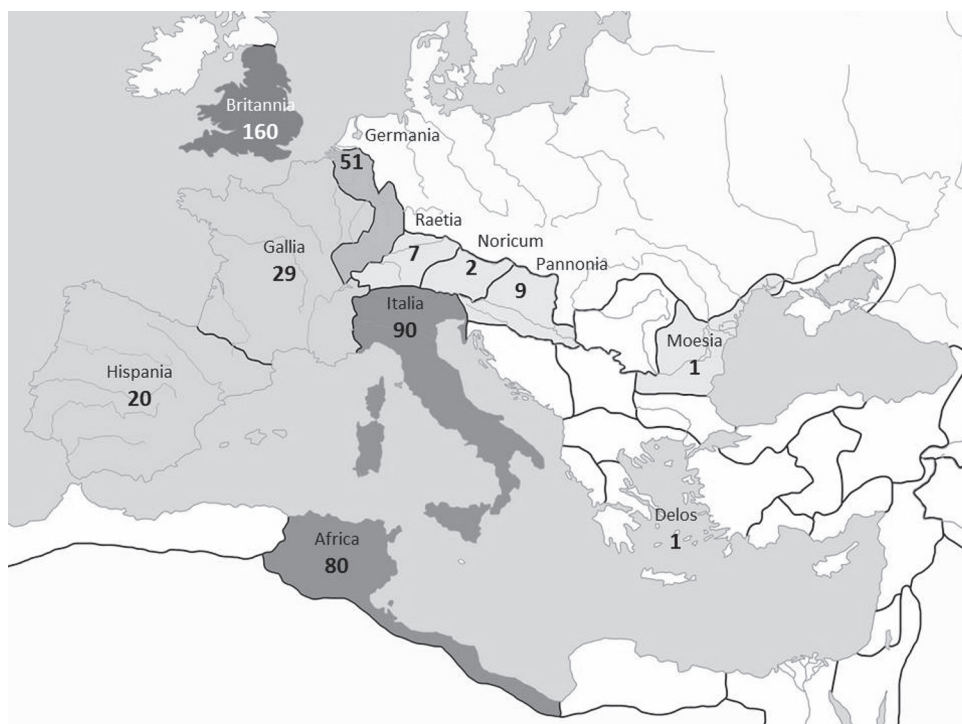 Britannia
160
Germania
51
Raetia
7
Noricum
2
Pannonia
9
Gallia
29
Italia
90
Moesia
1
Hispania
20
Delos
1
Africa
80